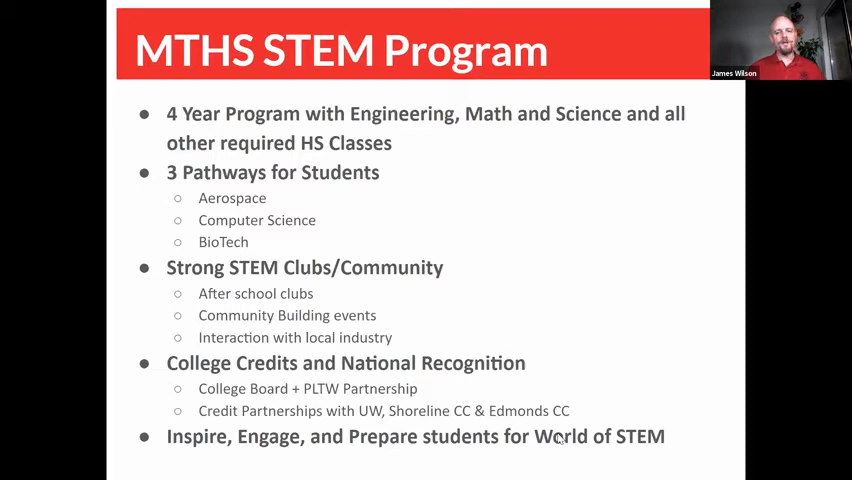 MTHS STEM Program
James Wilson
● 4 Year Program with Engineering, Math and Science and all
other required HS Classes
● 3 Pathways for Students
○ Aerospace
○ Computer Science
○ BioTech
● Strong STEM Clubs/Community
○ After school clubs
○ Community Building events
○ Interaction with local industry
● College Credits and National Recognition
○ College Board + PLTW Partnership
○ Credit Partnerships with UW, Shoreline CC & Edmonds CC
● Inspire, Engage, and Prepare students for World of STEM